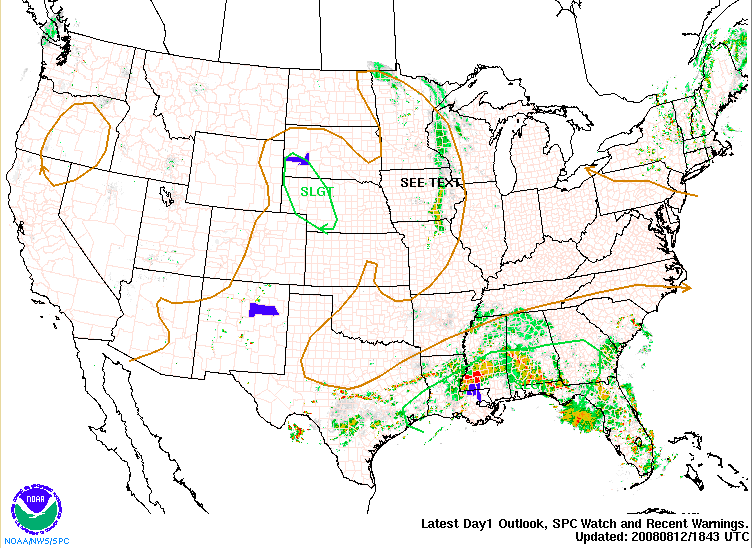 SEE TEXT
SLGT
NOAA
NOAA/NWS/SPC
Latest Day1 Outlook, SPC Watch and Recent Warnings.
Updated: 20080812/1843 UTC